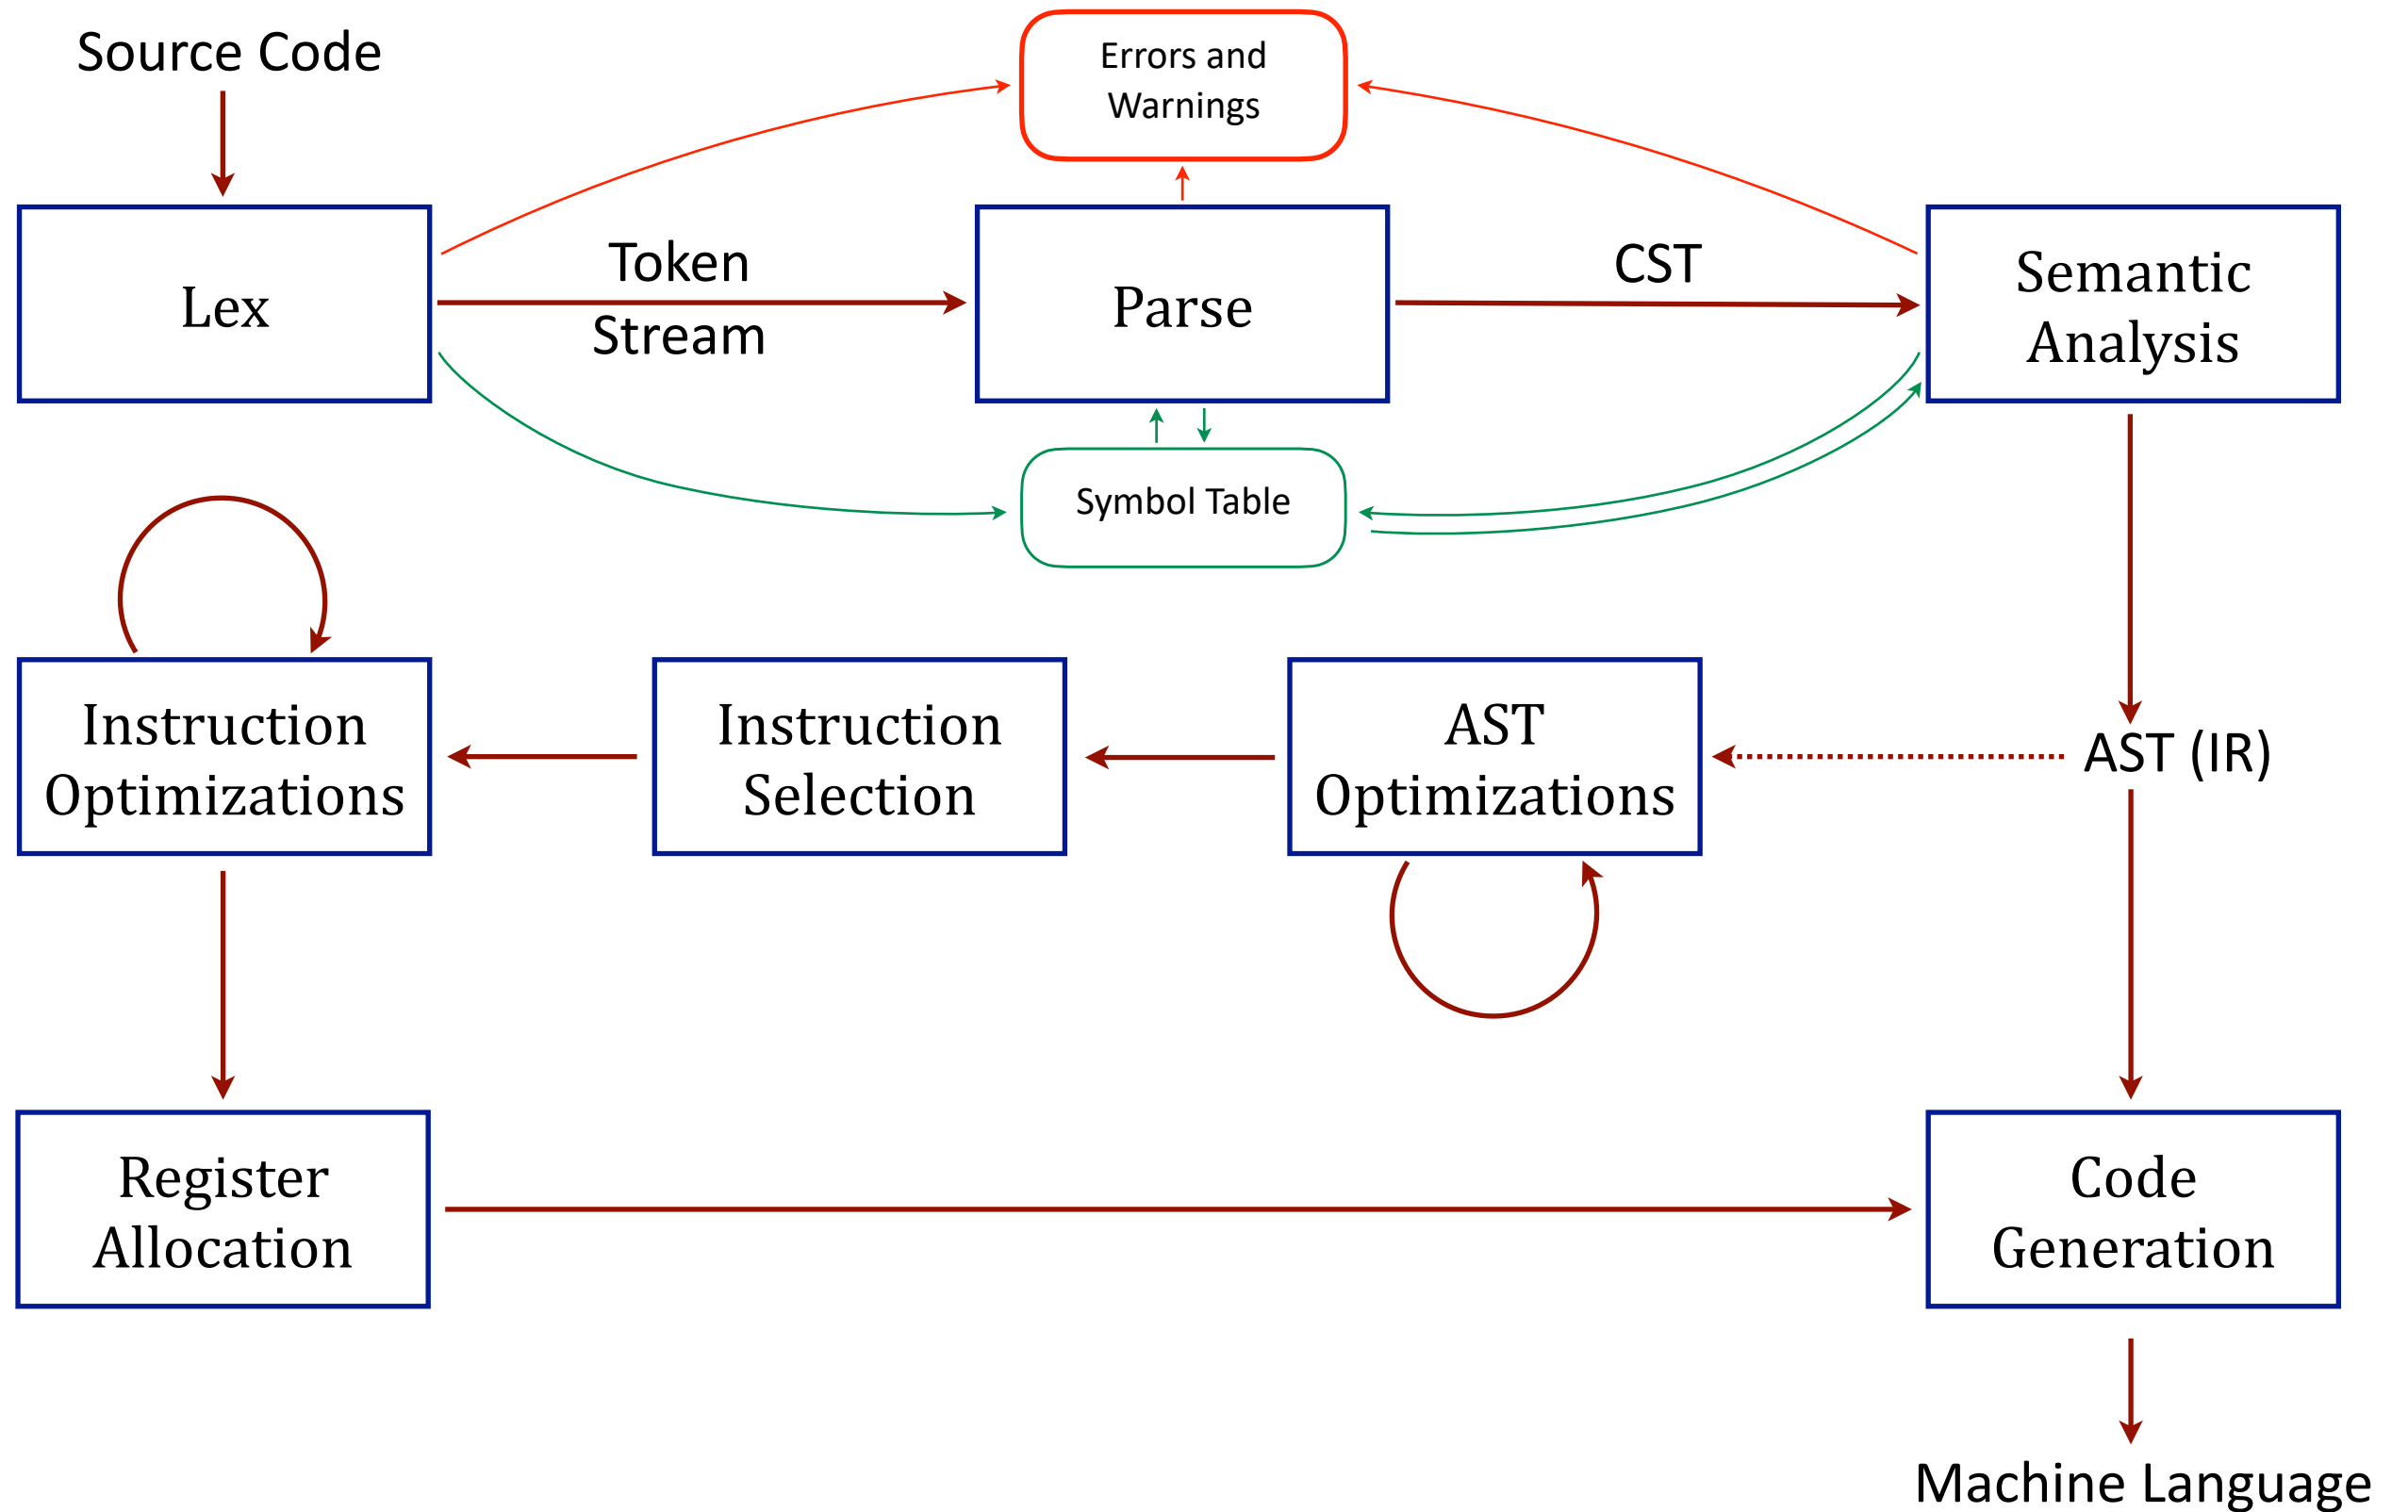 Source Code
Errors and
Warnings
Lex
Token
Stream
Parse
CST
Semantic
Analysis
Symbol Table
Instruction
Optimizations
Instruction
Selection
AST
Optimizations
AST (IR)
Register
Allocation
Code
Generation
Machine Language